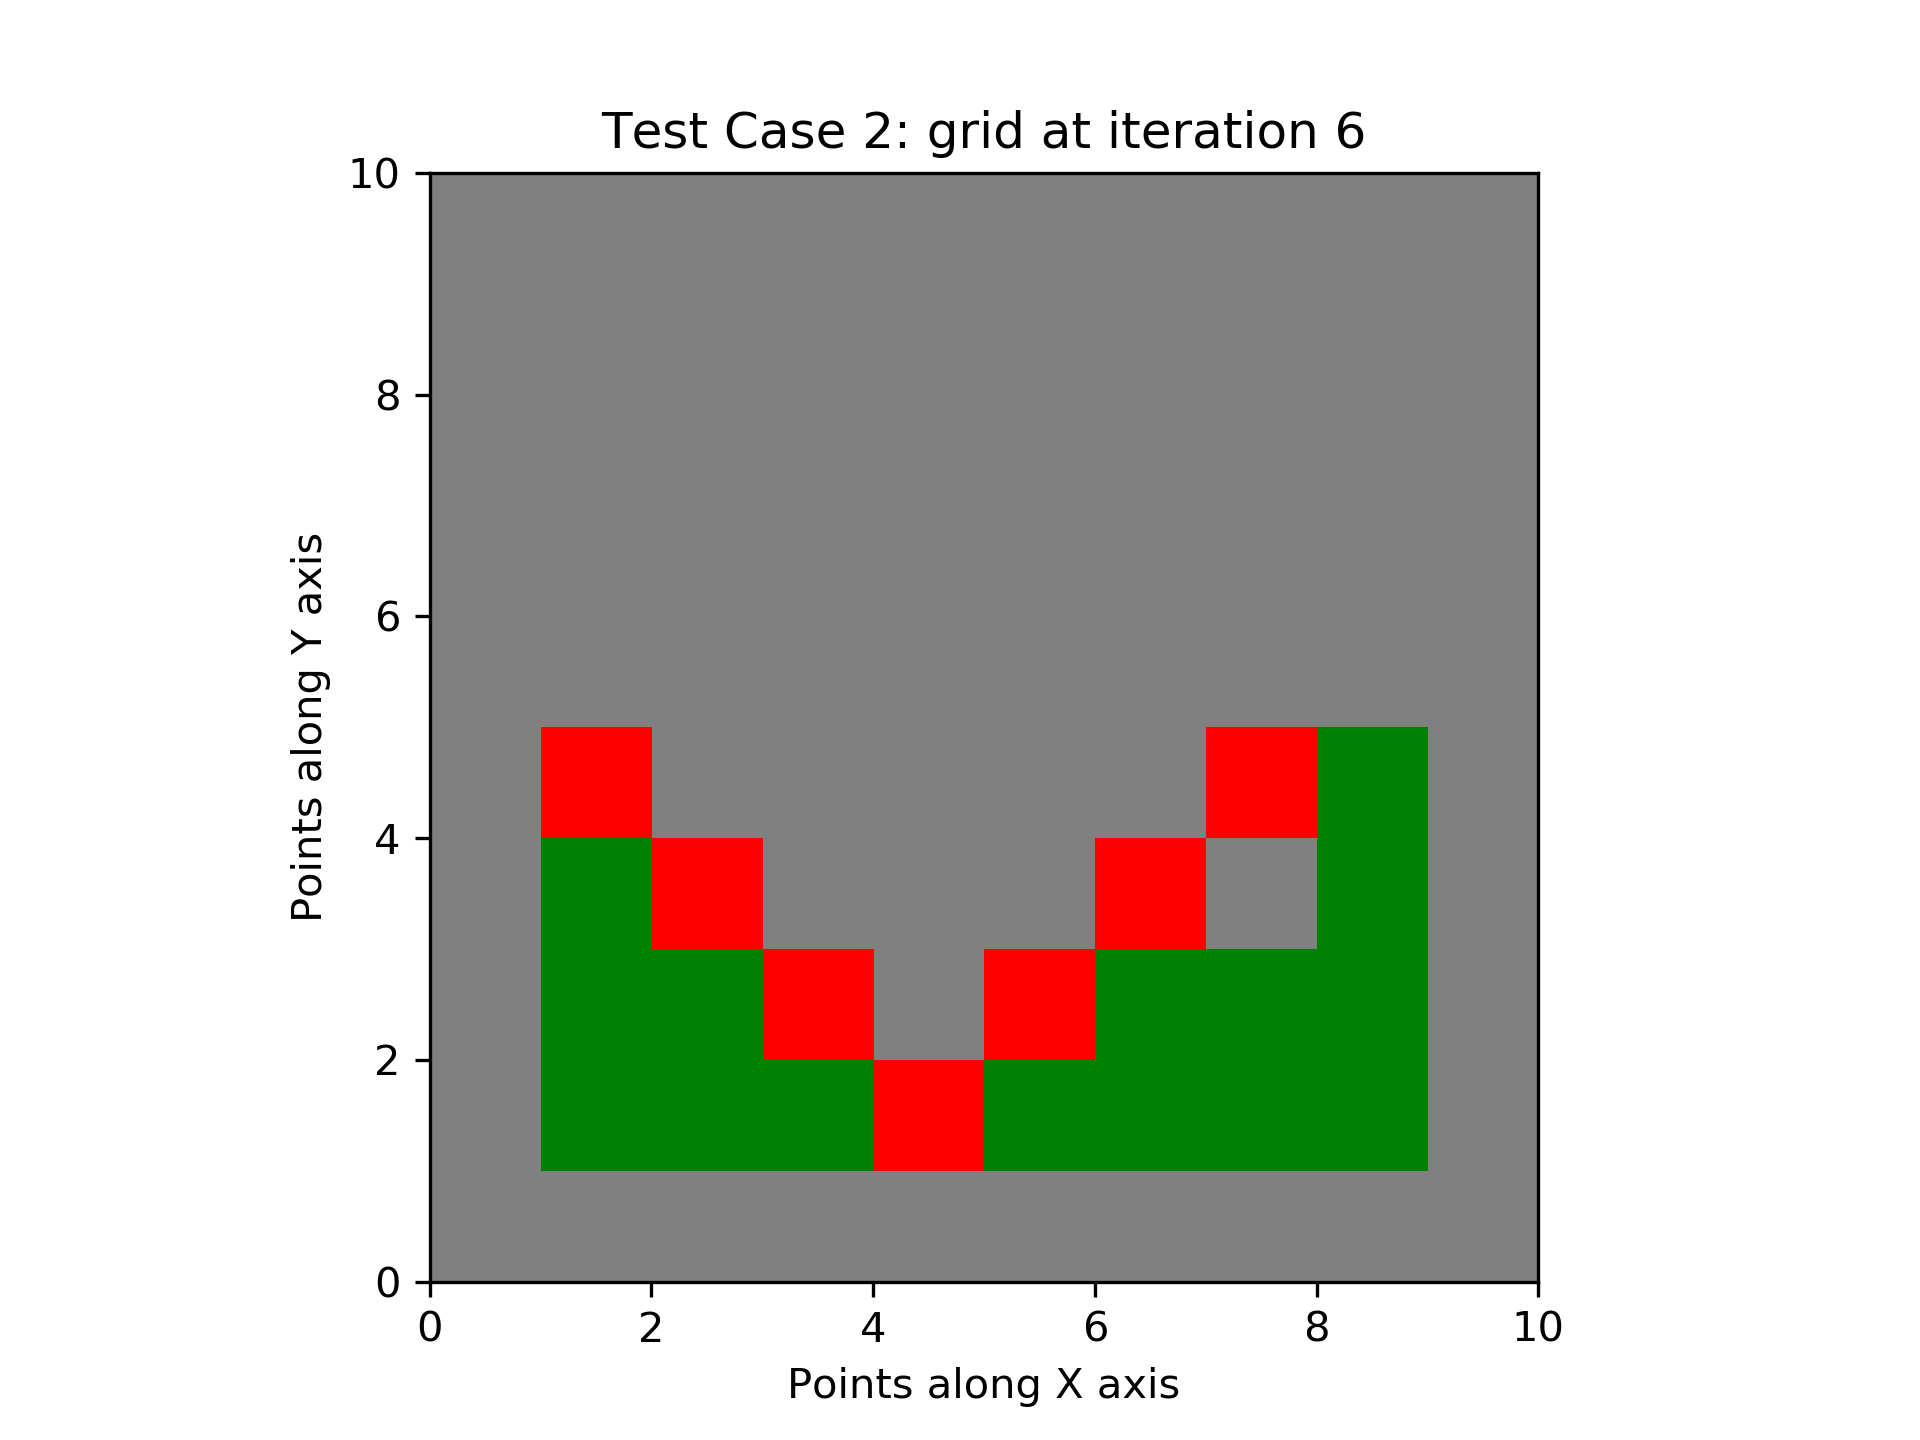 Test Case 2: grid at iteration 6
10
8
6
4
2
0
Points along Y axis
0 2 4 6 8 10
Points along X axis